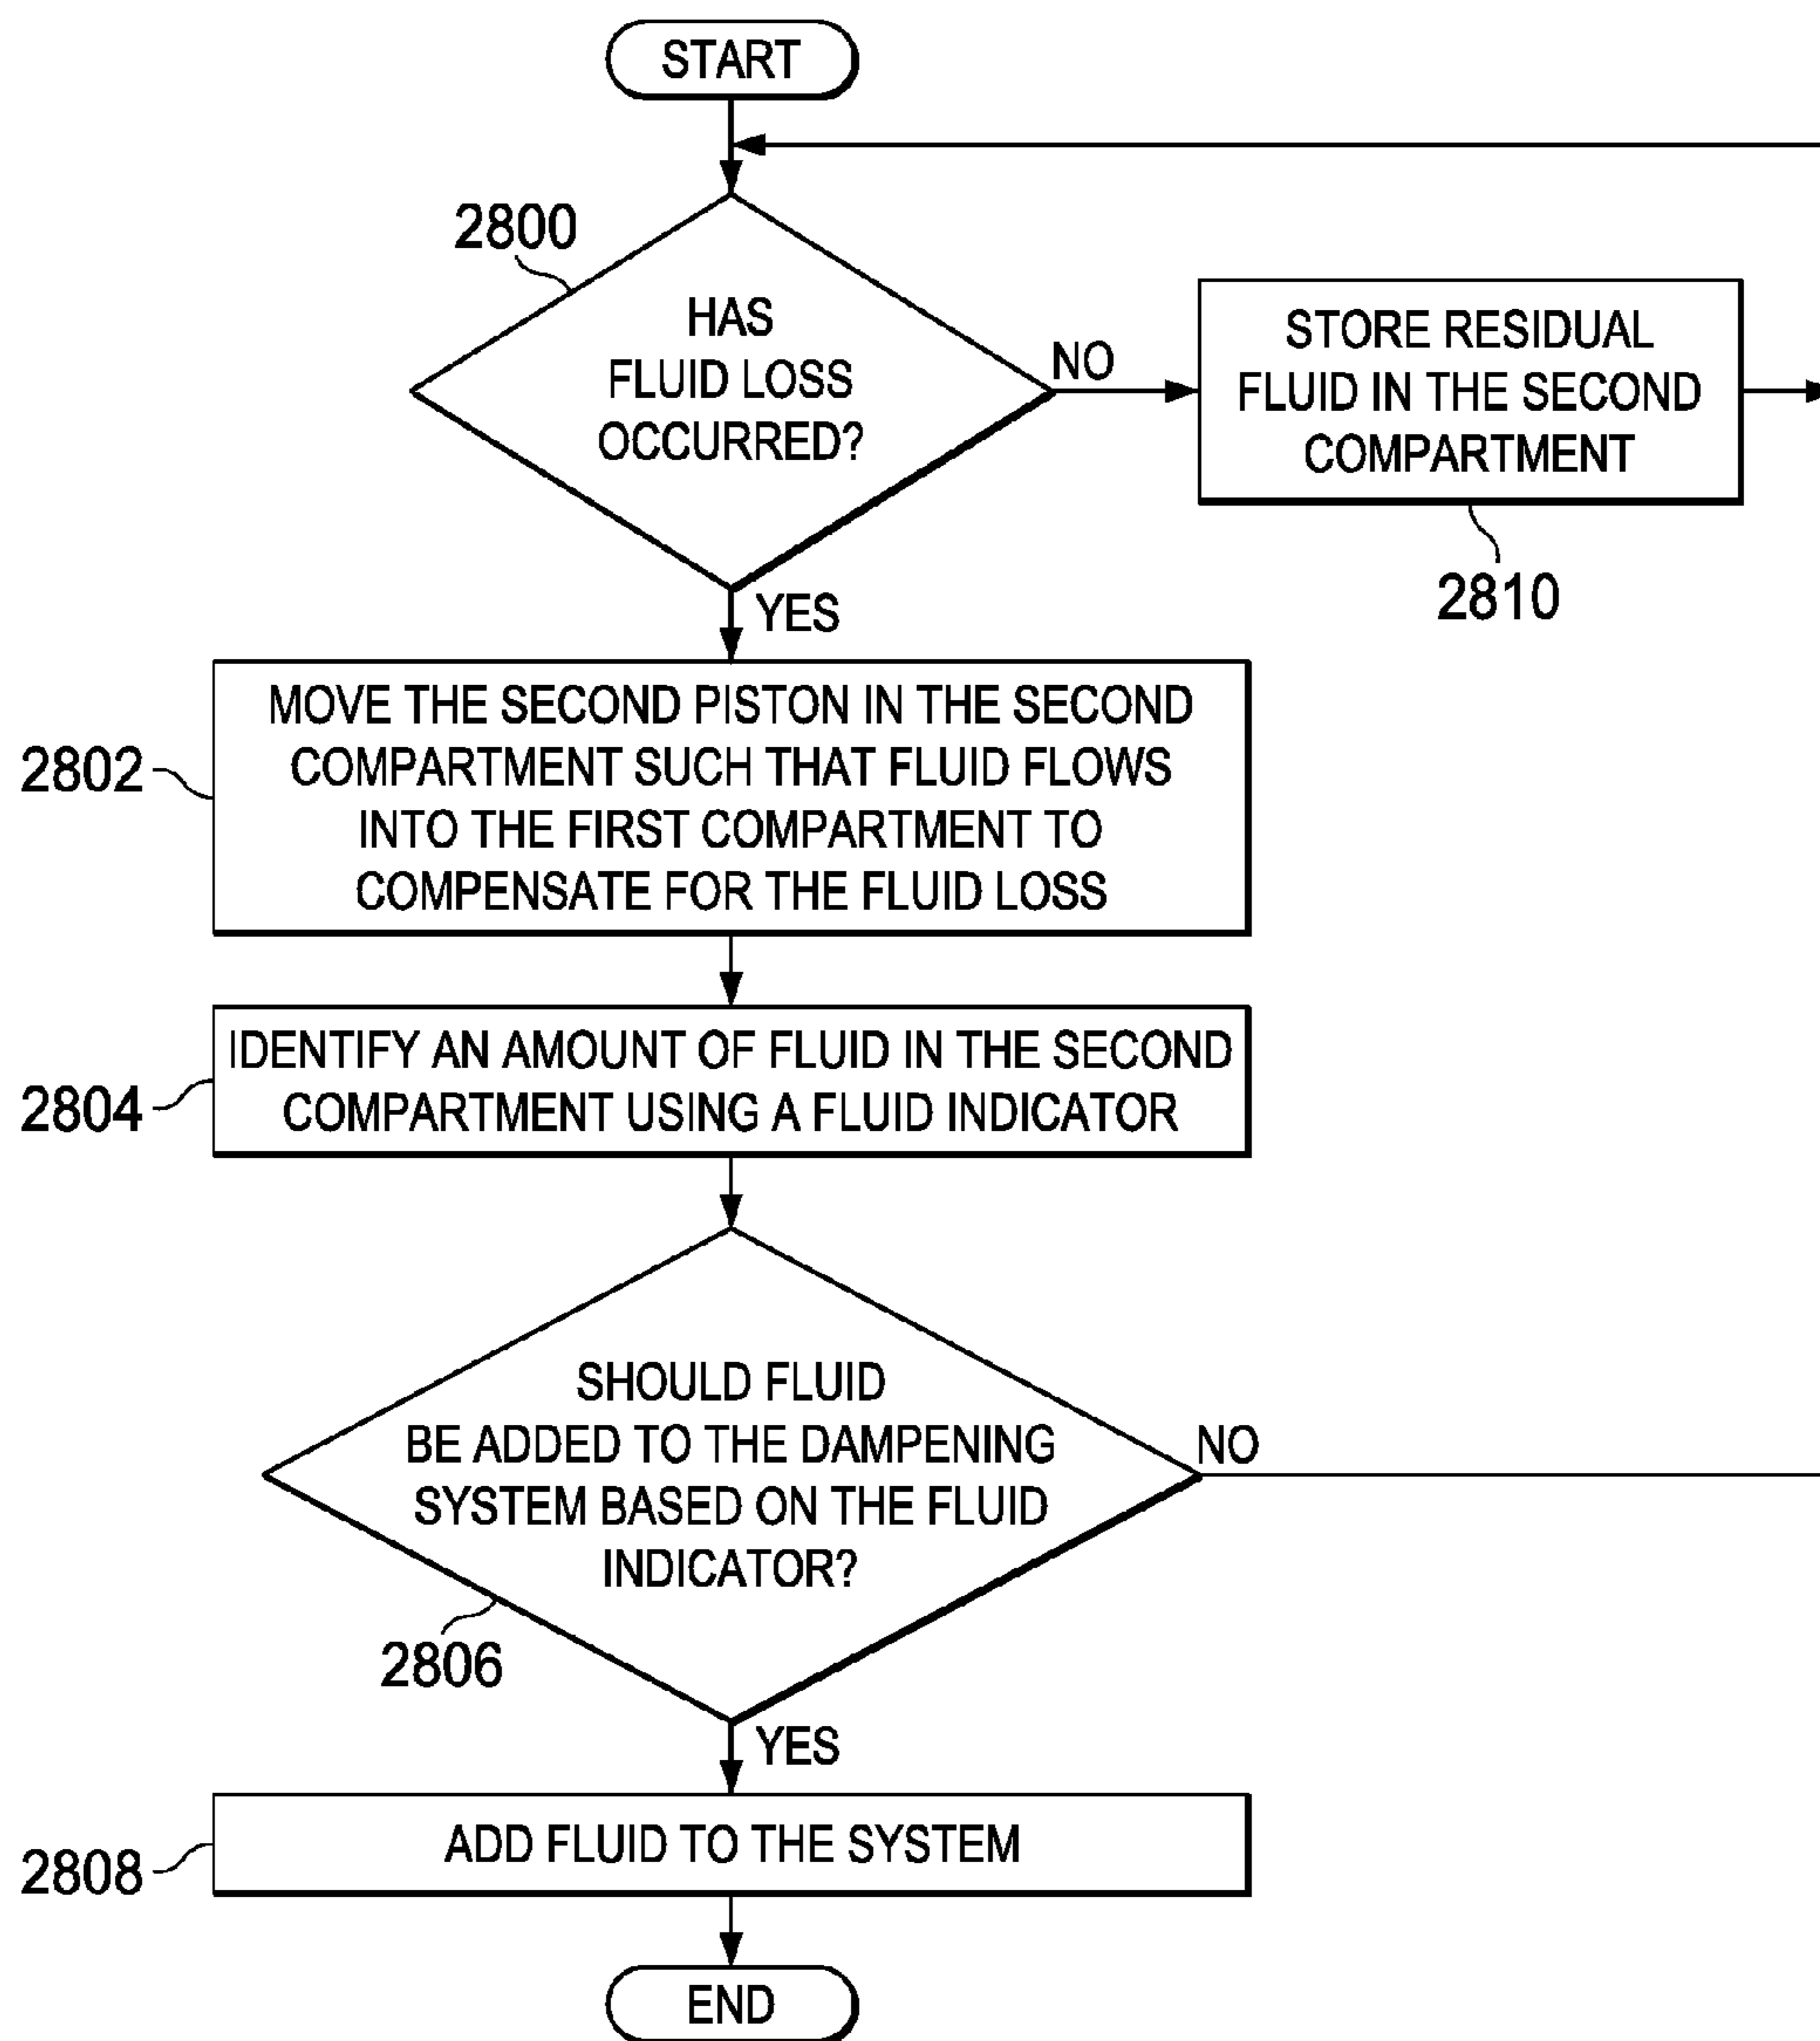 START
2800
HAS
FLUID LOSS
OCCURRED?
NO
STORE RESIDUAL
FLUID IN THE SECOND
COMPARTMENT
2810
YES
2802
MOVE THE SECOND PISTON IN THE SECOND
COMPARTMENT SUCH THAT FLUID FLOWS
INTO THE FIRST COMPARTMENT TO
COMPENSATE FOR THE FLUID LOSS
2804
IDENTIFY AN AMOUNT OF FLUID IN THE SECOND
COMPARTMENT USING A FLUID INDICATOR
SHOULD FLUID
BE ADDED TO THE DAMPENING
SYSTEM BASED ON THE FLUID
INDICATOR?
NO
2806
YES
2808
ADD FLUID TO THE SYSTEM
END